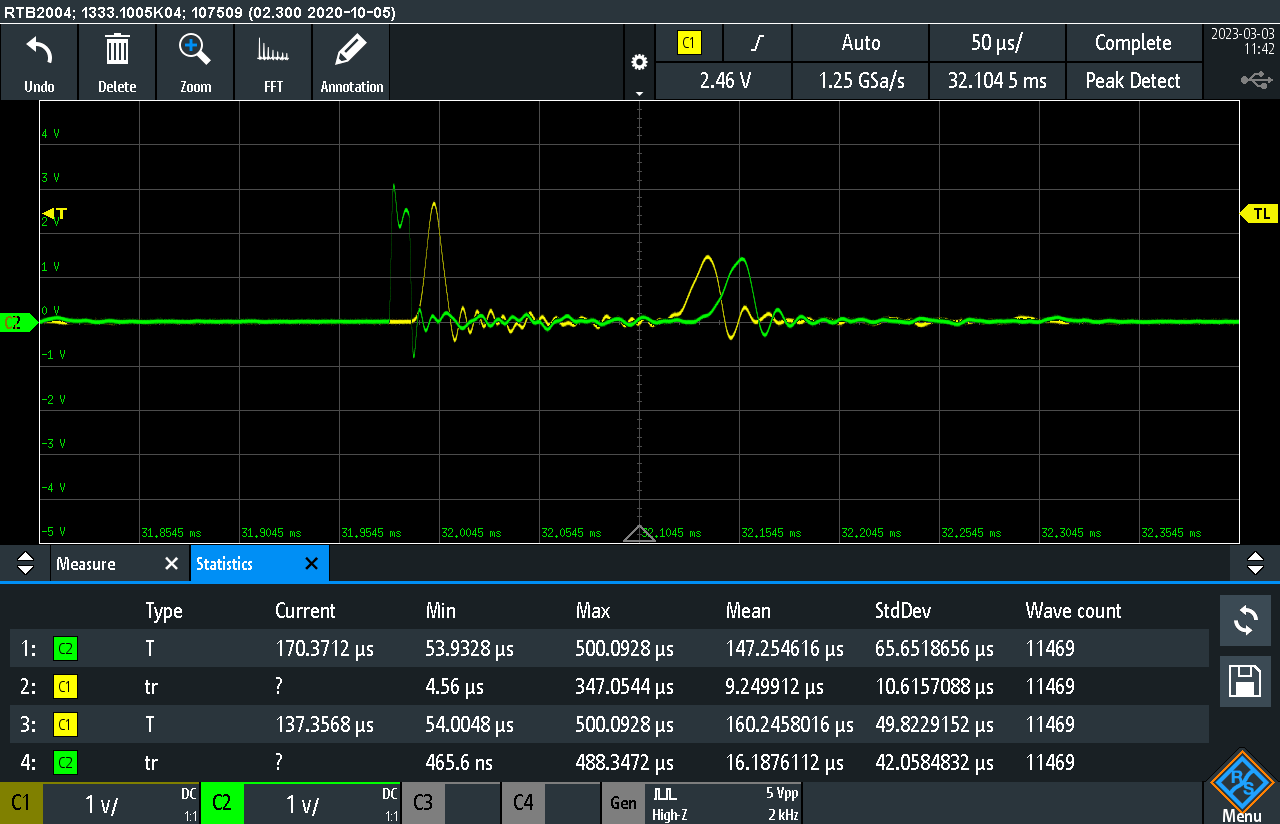 RTB2004; 1333.1005K04; 107509 (02.300 2020-10-05)
Undo Delete Zoom FFT Annotation
C1 Auto 50 µs/ Complete
2.46 V 1.25 GSa/s 32.104 5 ms Peak Detect
2023-03-03
11:42
4 V
3 V
T
2 V
TL
1 V
0 V
C2
-1 V
-2 V
-3 V
-4 V
-5 V
31.8545 ms 31.9045 ms 31.9545 ms 32.0045 ms 32.0545 ms 32.1045 ms 32.1545 ms 32.2045 ms 32.2545 ms 32.3045 ms 32.3545 ms
Measure Statistics
Type Current Min Max Mean StdDev Wave count
1: C2 T 170.3712 µs 53.9328 µs 500.0928 µs 147.254616 µs 65.6518656 µs 11469
2: C1 tr ? 4.56 µs 347.0544 µs 9.249912 µs 10.6157088 µs 11469
3: C1 T 137.3568 µs 54.0048 µs 500.0928 µs 160.2458016 µs 49.8229152 µs 11469
4: C2 tr ? 465.6 ns 488.3472 µs 16.1876112 µs 42.0584832 µs 11469
C1 1 V/ DC 1:1 C2 1 V/ DC 1:1 C3 C4 Gen High-Z 5 Vpp 2 kHz
R&S
Menu